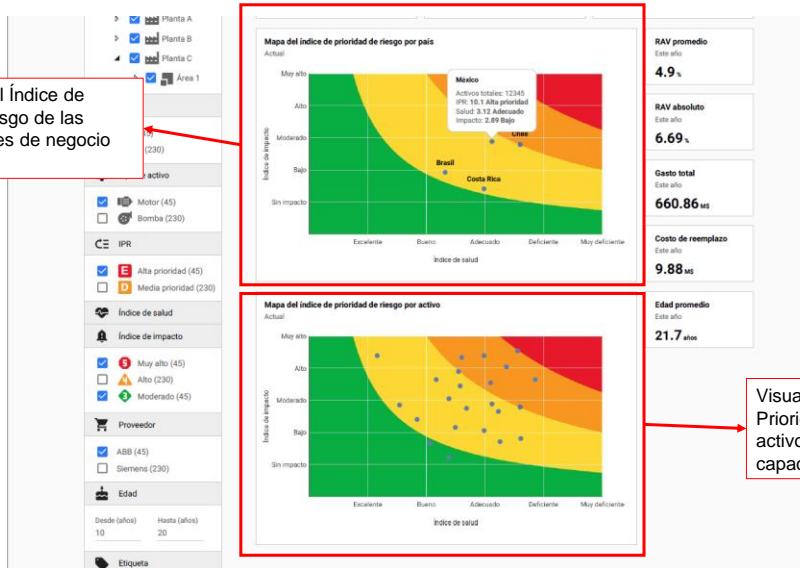 Planta A
Planta B
Planta C
Área 1
l Índice de
esgo de las
es de negocio
(230)
activo
Motor (45)
Bomba (230)
IPR
E Alta prioridad (45)
D Media prioridad (230)
Índice de salud
Índice de impacto
5 Muy alto (45)
4 Alto (230)
3 Moderado (45)
Proveedor
ABB (45)
Siemens (230)
Edad
Desde (años) Hasta (años)
10 20
Etiqueta
Mapa del índice de prioridad de riesgo por país
Actual
Muy alto
Alto
Moderado
Bajo
Sin impacto
Índice de impacto
México
Activos totales: 12345
IPR: 10.1 Alta prioridad
Salud: 3.12 Adecuado
Impacto: 2.89 Bajo
Chile
Brasil
Costa Rica
Excelente Bueno Adecuado Deficiente Muy deficiente
Índice de salud
Mapa del índice de prioridad de riesgo por activo
Actual
Muy alto
Alto
Moderado
Bajo
Sin impacto
Índice de impacto
Excelente Bueno Adecuado Deficiente Muy deficiente
Índice de salud
RAV promedio
Este año
4.9 %
RAV absoluto
Este año
6.69 %
Gasto total
Este año
660.86 M$
Costo de reemplazo
Este año
9.88 M$
Edad promedio
Este año
21.7 años
Visua
Priori
activo
capac